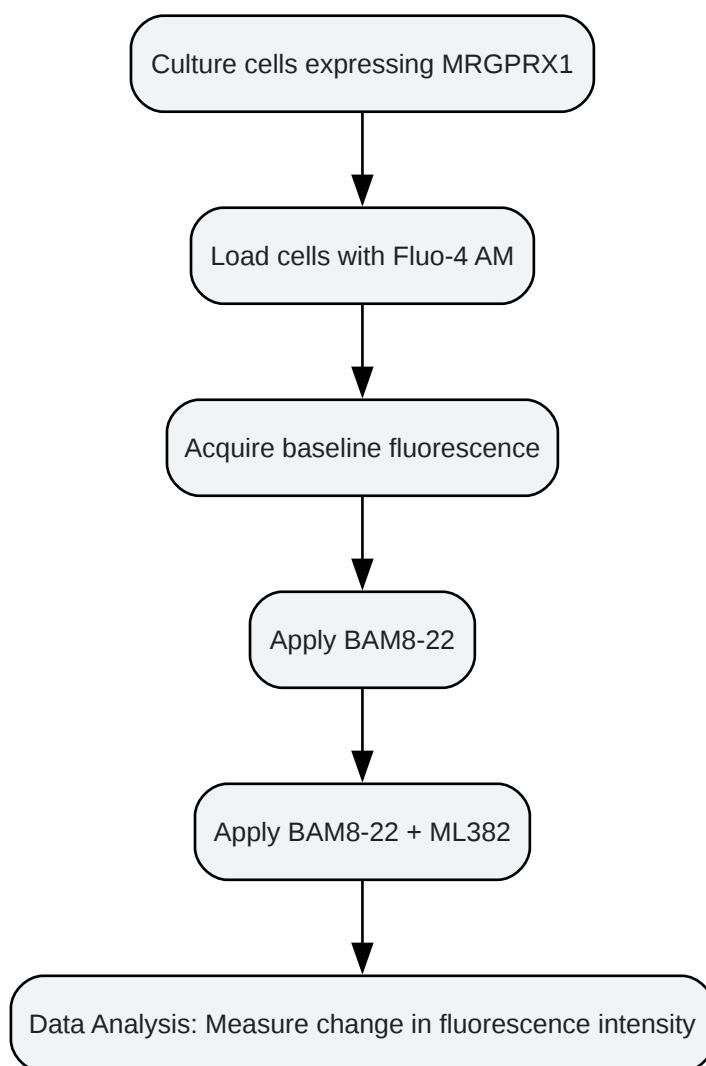 Culture cells expressing MRGPRX1
Load cells with Fluo-4 AM
Acquire baseline fluorescence
Apply BAM8-22
Apply BAM8-22 + ML382
Data Analysis: Measure change in fluorescence intensity